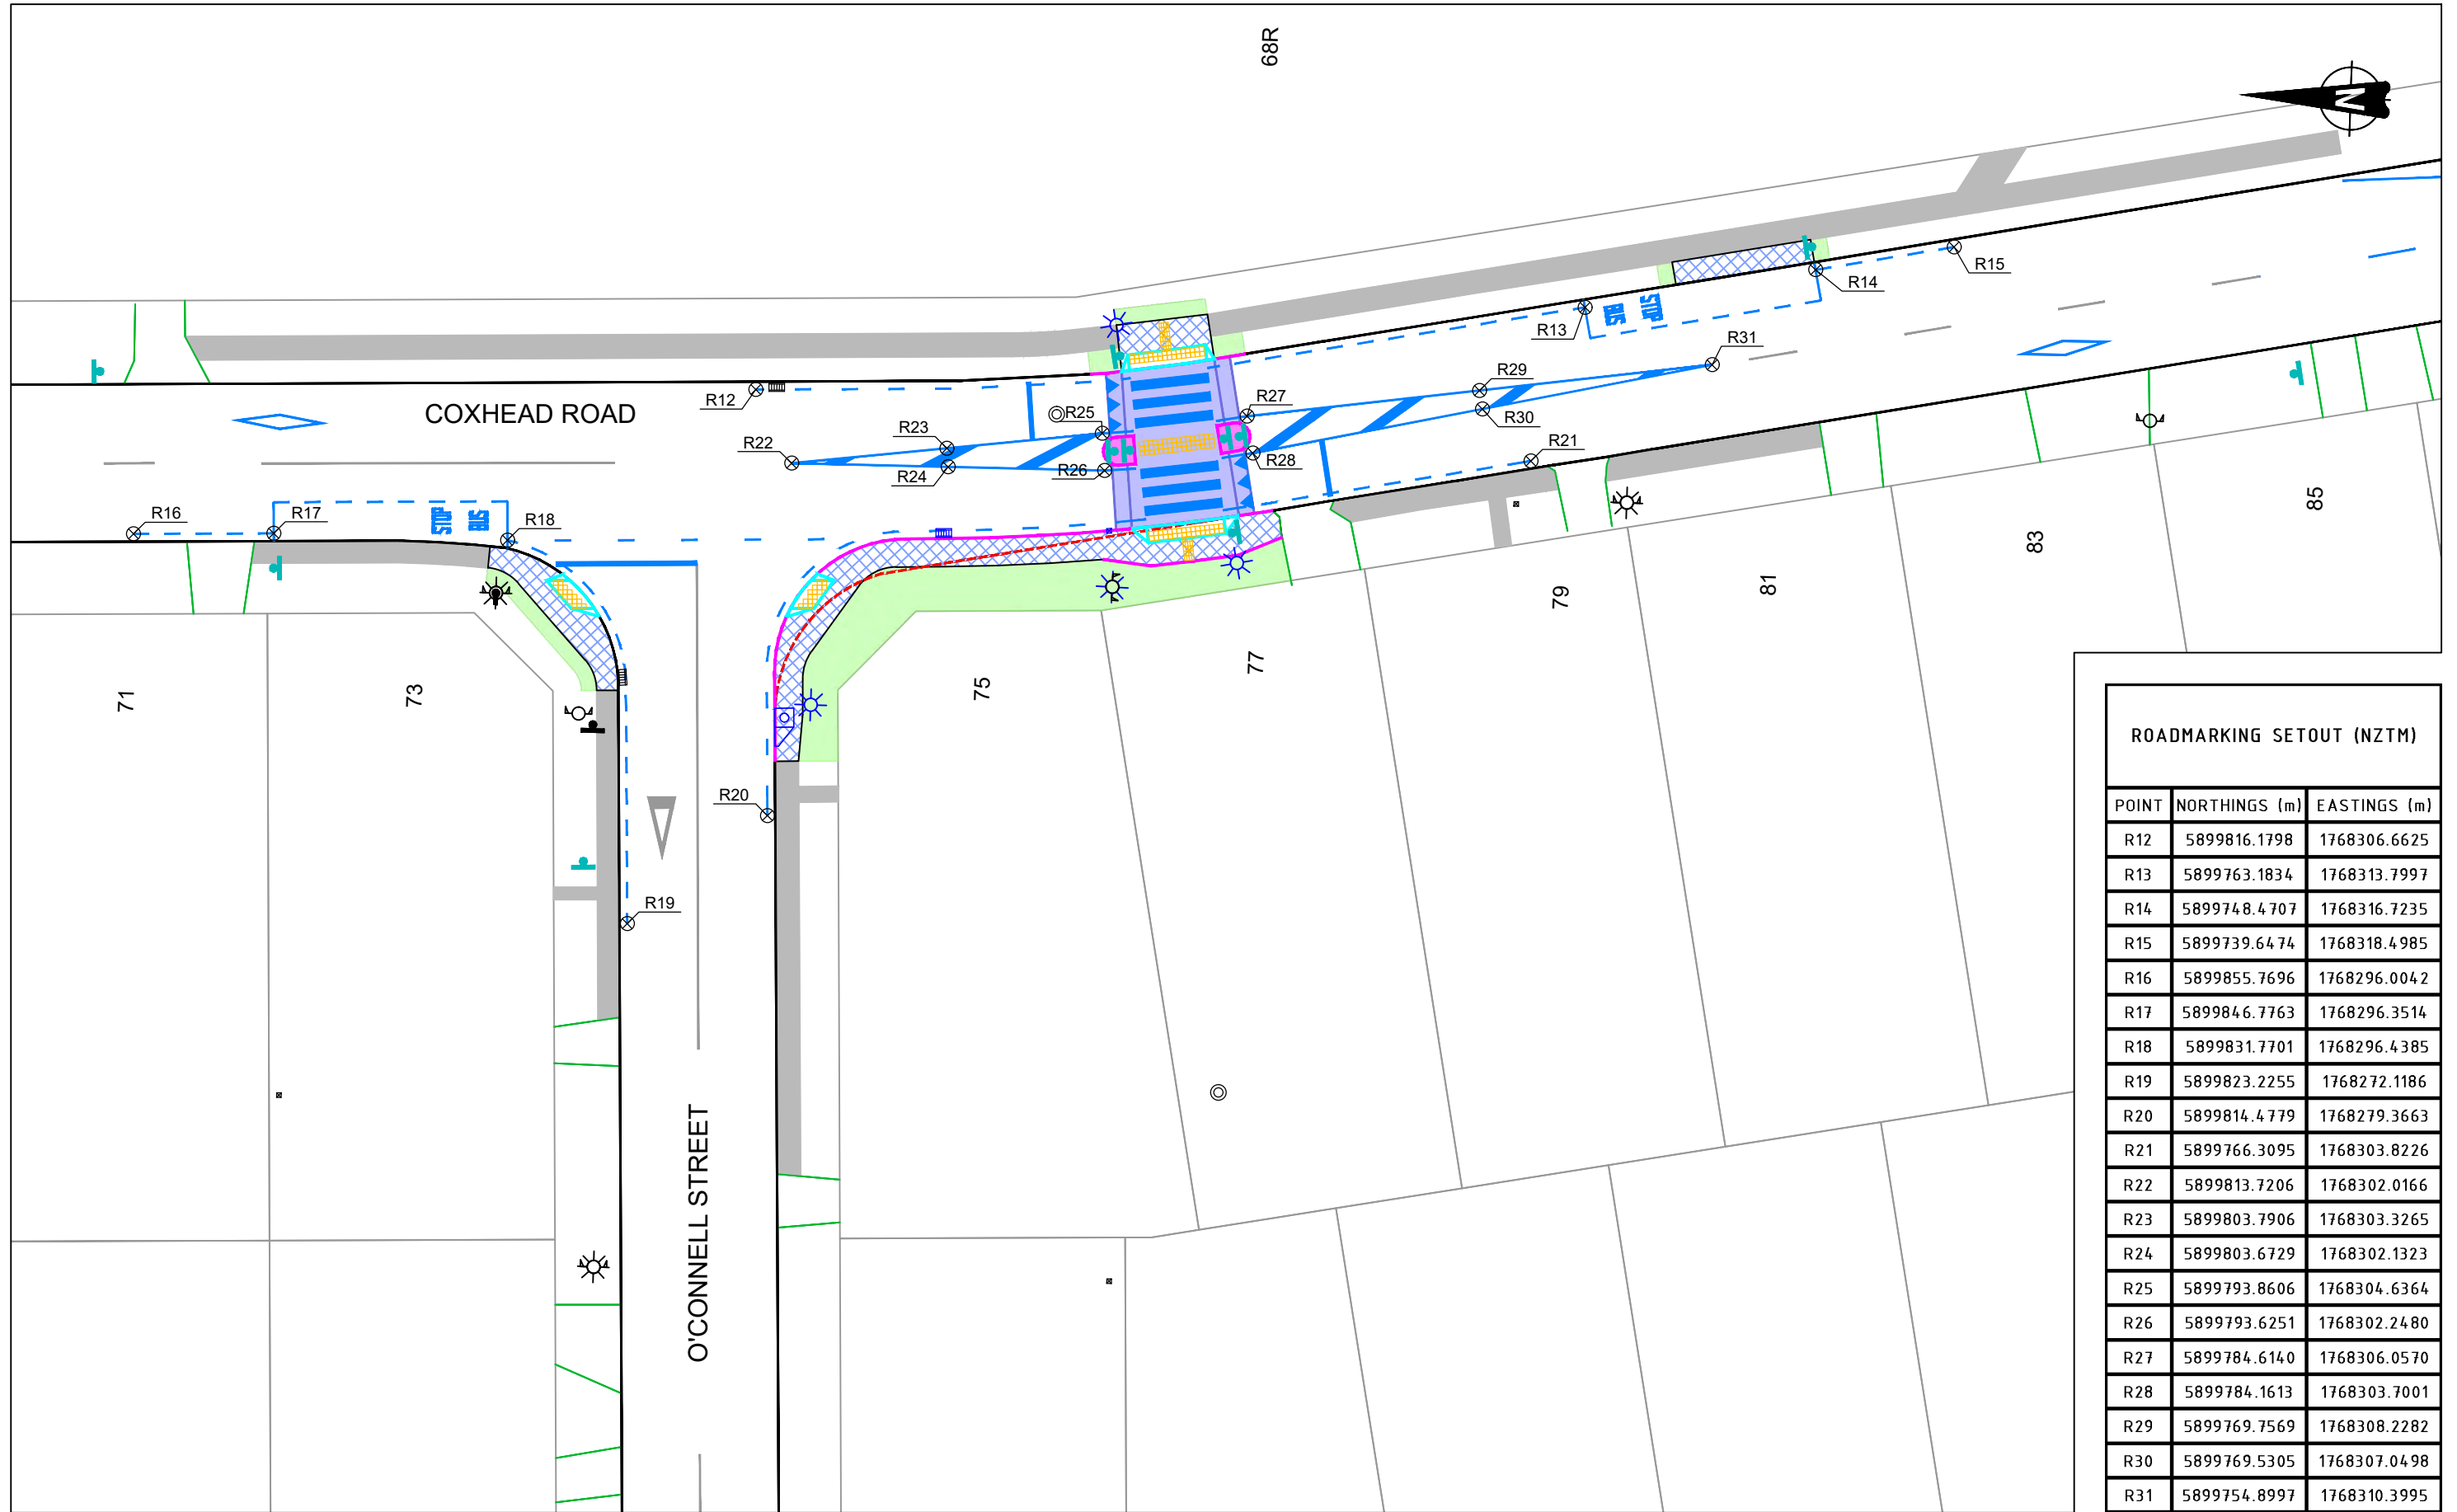 68R
N
R15
R14
R13
R31
R29
R12
COXHEAD ROAD
R25
R27
R30
R23
R22
R21
R28
R24
R26
BUS STOP
R16
R17
R18
BUS STOP
85
83
81
79
77
75
73
71
R20
R19
O'CONNELL STREET
ROADMARKING SETOUT (NZTM)
POINT NORTHINGS (m) EASTINGS (m)
R12 5899816.1798 1768306.6625
R13 5899763.1834 1768313.7997
R14 5899748.4707 1768316.7235
R15 5899739.6474 1768318.4985
R16 5899855.7696 1768296.0042
R17 5899846.7763 1768296.3514
R18 5899831.7701 1768296.4385
R19 5899823.2255 1768272.1186
R20 5899814.4779 1768279.3663
R21 5899766.3095 1768303.8226
R22 5899813.7206 1768302.0166
R23 5899803.7906 1768303.3265
R24 5899803.6729 1768302.1323
R25 5899793.8606 1768304.6364
R26 5899793.6251 1768302.2480
R27 5899784.6140 1768306.0570
R28 5899784.1613 1768303.7001
R29 5899769.7569 1768308.2282
R30 5899769.5305 1768307.0498
R31 5899754.8997 1768310.3995